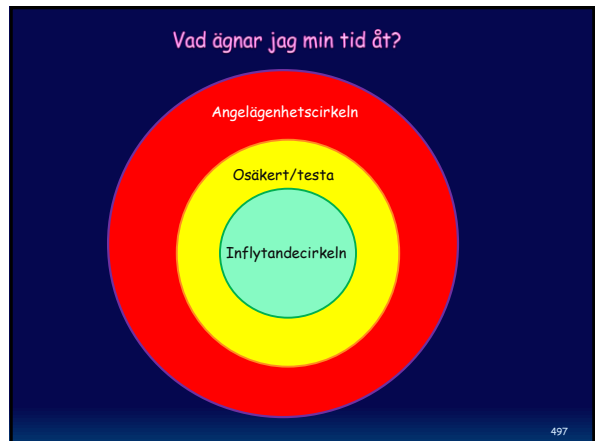 Vad ägnar jag min tid åt?
Angelägenhetscirkeln
Osäkert/testa
Inflytandecirkeln
497